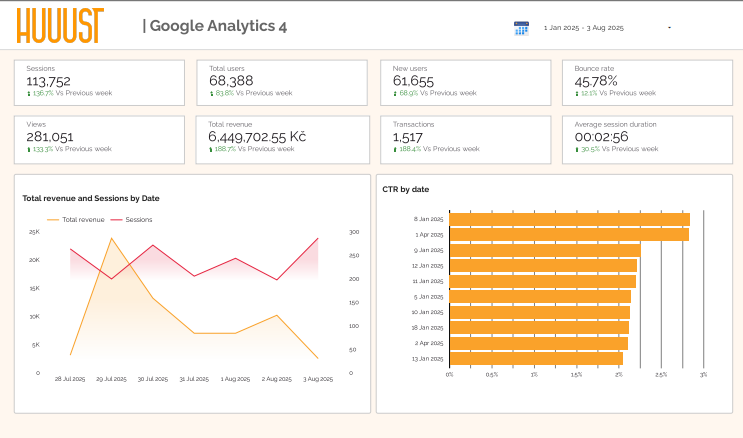 HUUUST
| Google Analytics 4
1 Jan 2025 - 3 Aug 2025
Sessions
113,752
136.7% Vs Previous week
Total users
68,388
83.8% Vs Previous week
New users
61,655
68.9% Vs Previous week
Bounce rate
45.78%
12.1% Vs Previous week
Views
281,051
133.3% Vs Previous week
Total revenue
6,449,702.55 Kč
188.7% Vs Previous week
Transactions
1,517
188.4% Vs Previous week
Average session duration
00:02:56
30.5% Vs Previous week
Total revenue and Sessions by Date
Total revenue Sessions
25K
20K
15K
10K
5K
0
300
250
200
150
100
50
0
28 Jul 2025 29 Jul 2025 30 Jul 2025 31 Jul 2025 1 Aug 2025 2 Aug 2025 3 Aug 2025
CTR by date
8 Jan 2025
1 Apr 2025
9 Jan 2025
12 Jan 2025
11 Jan 2025
5 Jan 2025
10 Jan 2025
18 Jan 2025
2 Apr 2025
13 Jan 2025
0% 0.5% 1% 1.5% 2% 2.5% 3%